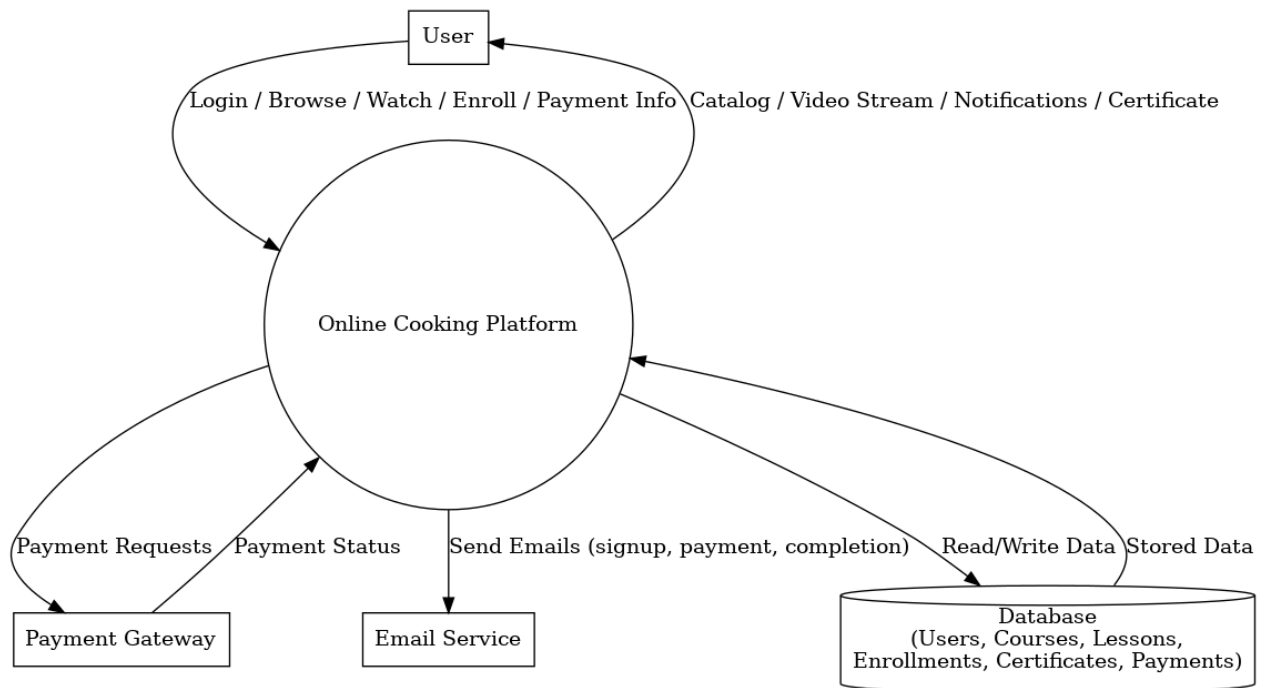 User
Login / Browse / Watch / Enroll / Payment Info
Catalog / Video Stream / Notifications / Certificate
Online Cooking Platform
Payment Requests
Payment Status
Send Emails (signup, payment, completion)
Read/Write Data
Stored Data
Payment Gateway
Email Service
Database
(Users, Courses, Lessons,
Enrollments, Certificates, Payments)